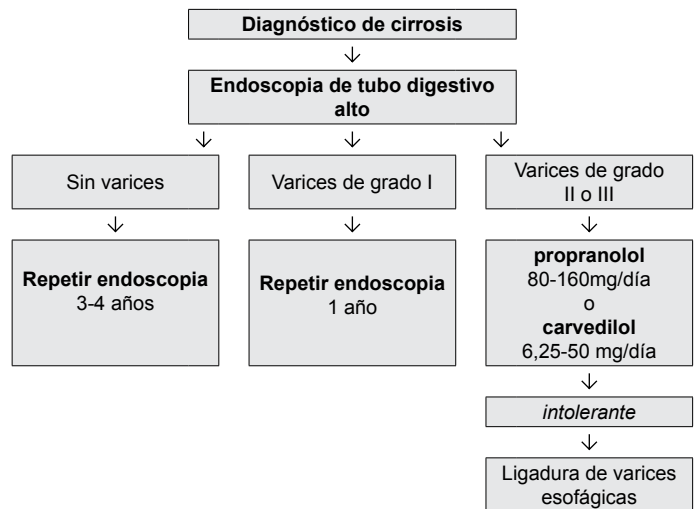 Diagnóstico de cirrosis
Endoscopia de tubo digestivo
alto
Sin varices
Varices de grado I
Varices de grado
II o III
Repetir endoscopia
3-4 años
Repetir endoscopia
1 año
propranolol
80-160mg/día
o
carvedilol
6,25-50 mg/día
intolerante
Ligadura de varices
esofágicas